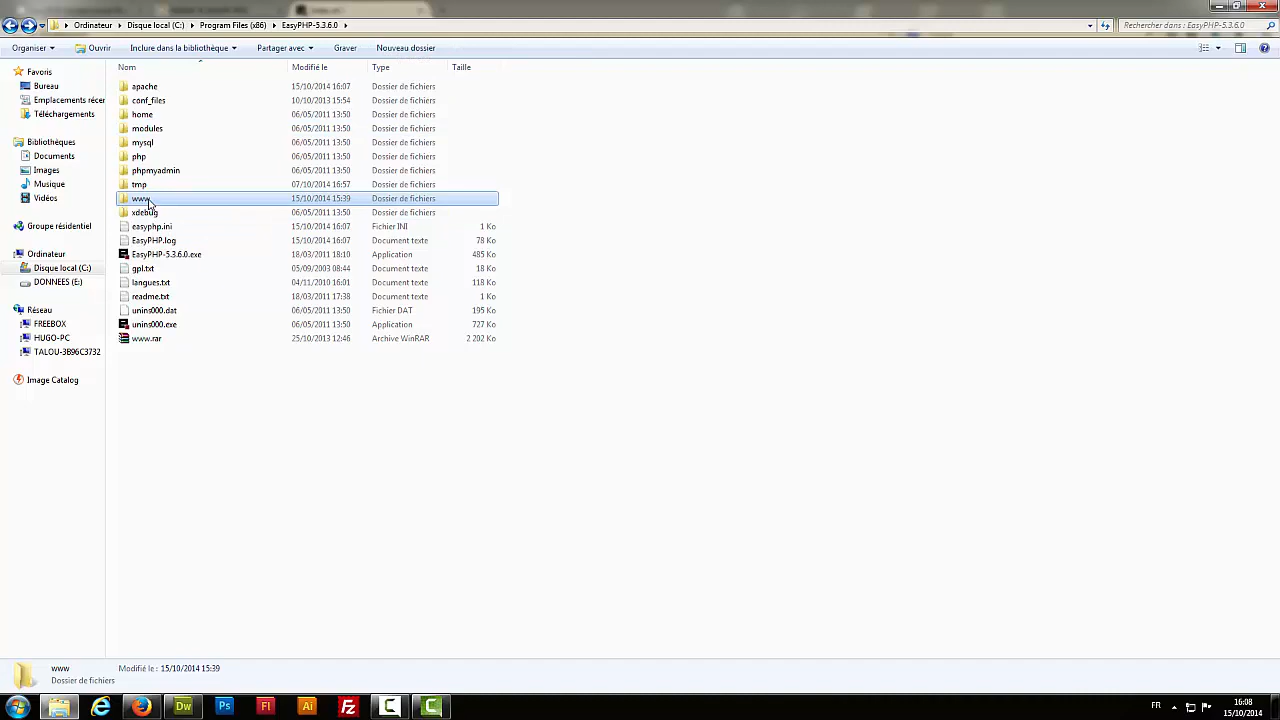 Ordinateur Disque local (C:) Program Files (x86) EasyPHP-5.3.6.0 Rechercher dans : EasyPHP-5.3.6.0
Organiser Ouvrir Inclure dans la bibliothèque Partager avec Graver Nouveau dossier
Nom Modifié le Type Taille
Favoris
Bureau
Emplacements récer
Téléchargements
Bibliothèques
Documents
Images
Musique
Vidéos
Groupe résidentiel
Ordinateur
Disque local (C:)
DONNEES (E:)
Réseau
FREEBOX
HUGO-PC
TALOU-3B96C3732
Image Catalog
apache 15/10/2014 16:07 Dossier de fichiers
conf_files 10/10/2013 15:54 Dossier de fichiers
home 06/05/2011 13:50 Dossier de fichiers
modules 06/05/2011 13:50 Dossier de fichiers
mysql 06/05/2011 13:50 Dossier de fichiers
php 06/05/2011 13:50 Dossier de fichiers
phpmyadmin 06/05/2011 13:50 Dossier de fichiers
tmp 07/10/2014 16:57 Dossier de fichiers
www 15/10/2014 15:39 Dossier de fichiers
xdebug 06/05/2011 13:50 Dossier de fichiers
easyphp.ini 15/10/2014 16:07 Fichier INI 1 Ko
EasyPHP.log 15/10/2014 16:07 Document texte 78 Ko
EasyPHP-5.3.6.0.exe 18/03/2011 18:10 Application 485 Ko
gpl.txt 05/09/2003 08:44 Document texte 18 Ko
langues.txt 04/11/2010 16:01 Document texte 118 Ko
readme.txt 18/03/2011 17:38 Document texte 1 Ko
unins000.dat 06/05/2011 13:50 Fichier DAT 195 Ko
unins000.exe 06/05/2011 13:50 Application 727 Ko
www.rar 25/10/2013 12:46 Archive WinRAR 2 202 Ko
www Modifié le : 15/10/2014 15:39
Dossier de fichiers
Dw Ps Fl Ai Fz C C FR 16:08
15/10/2014